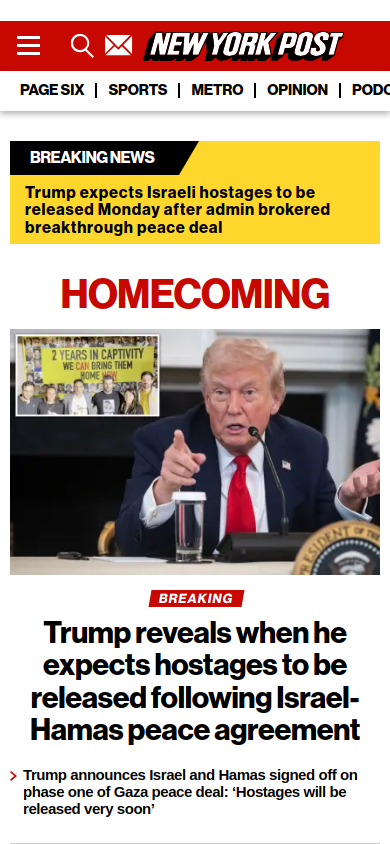 NEW YORK POST
PAGE SIX | SPORTS | METRO | OPINION | PODC
BREAKING NEWS
Trump expects Israeli hostages to be
released Monday after admin brokered
breakthrough peace deal
HOMECOMING
2 YEARS IN CAPTIVITY
WE CAN BRING THEM
HOME NOW
PRESIDENT OF THE
BREAKING
Trump reveals when he
expects hostages to be
released following Israel-
Hamas peace agreement
Trump announces Israel and Hamas signed off on
phase one of Gaza peace deal: ‘Hostages will be
released very soon’